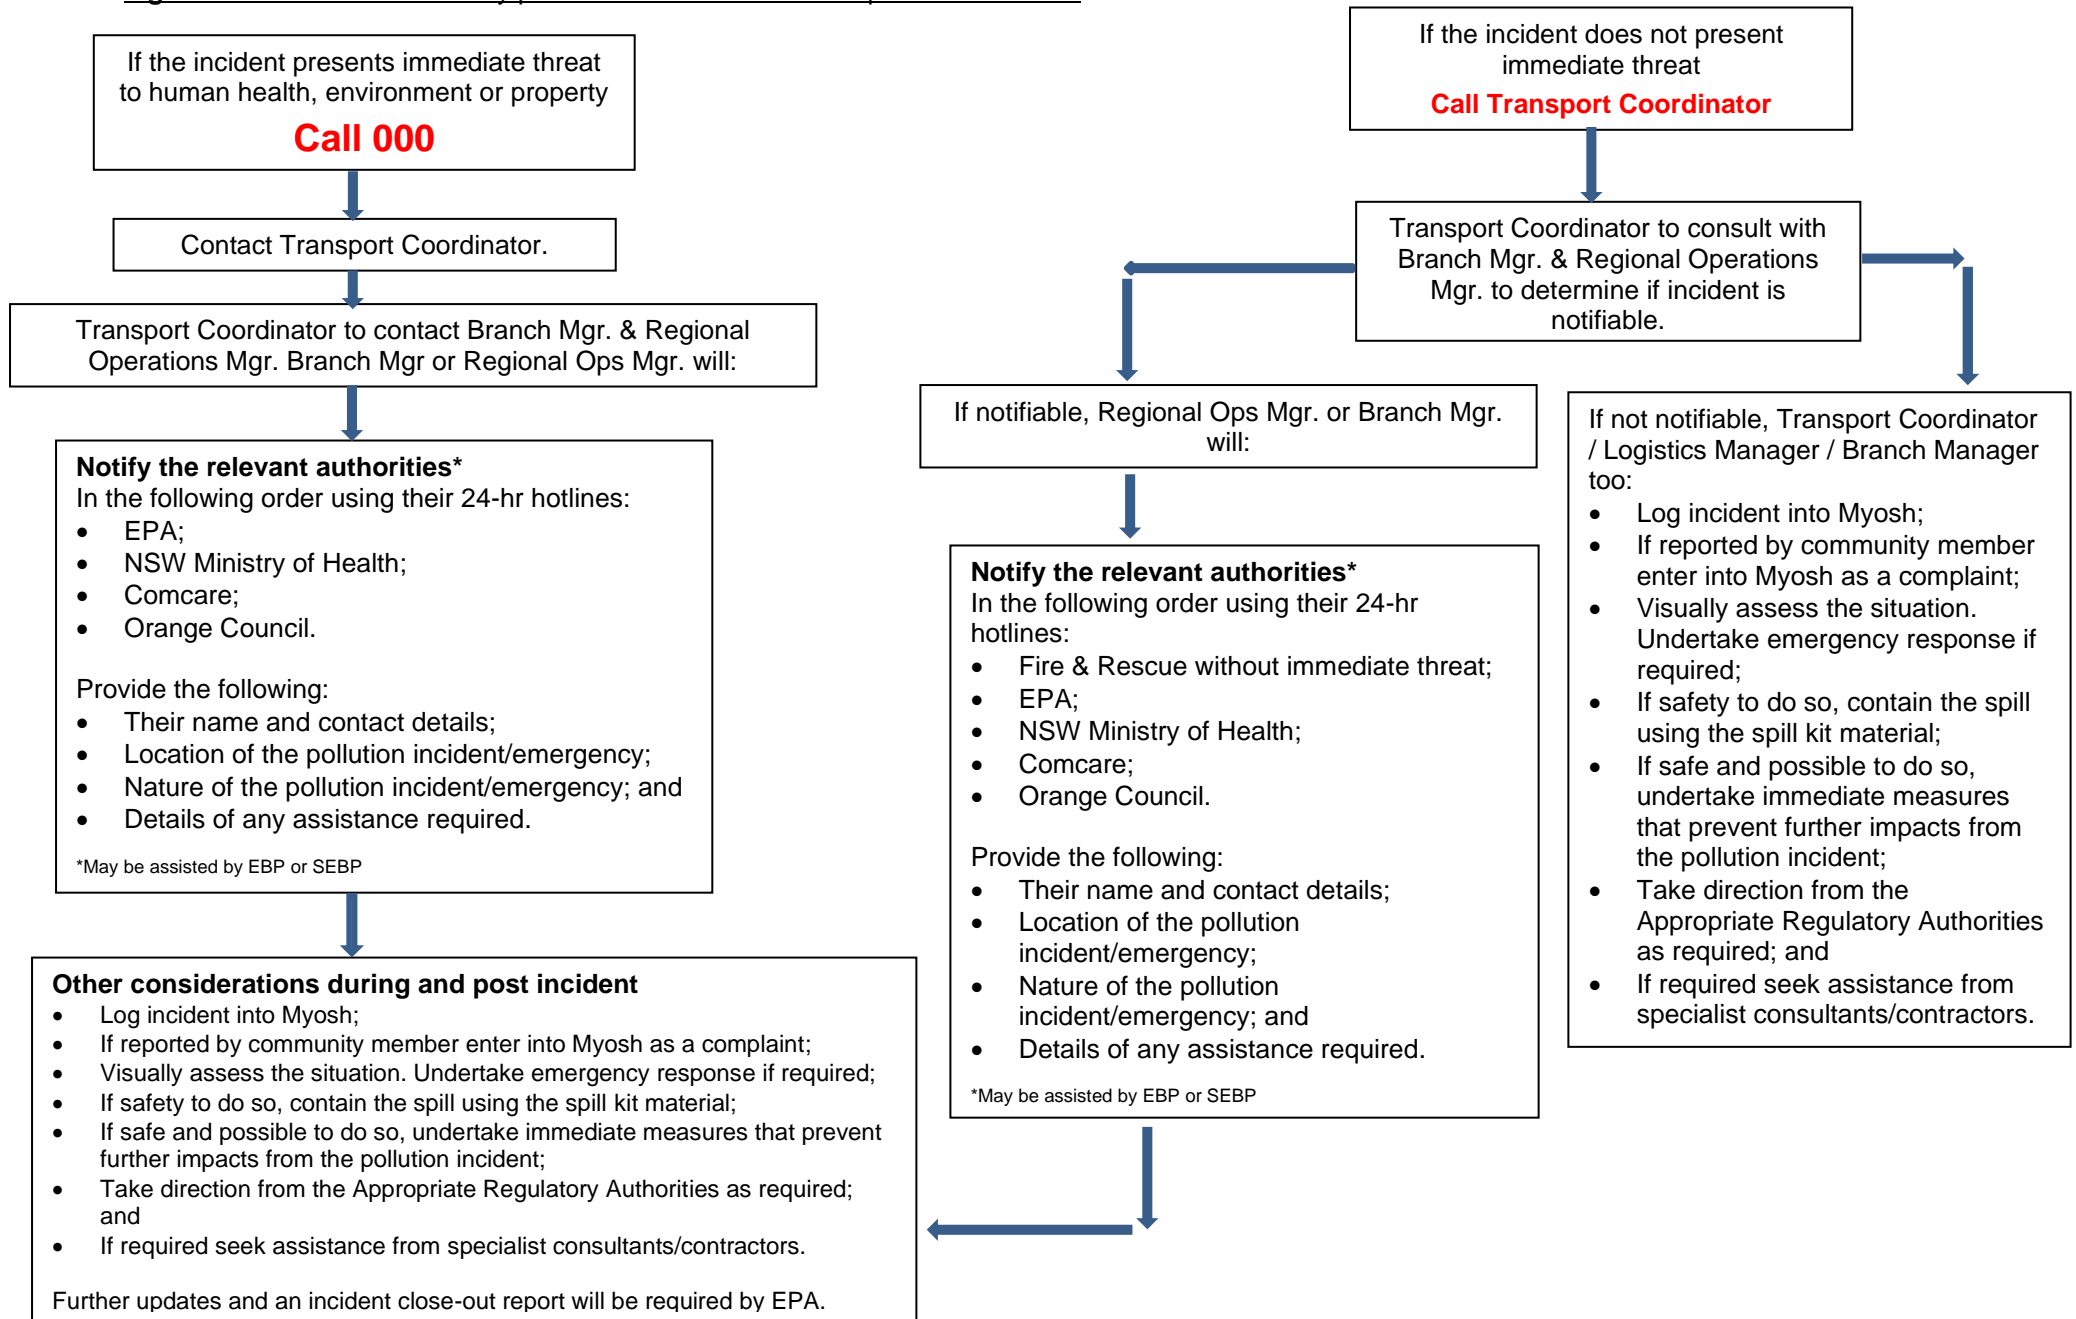 If the incident presents immediate threat
to human health, environment or property
Call 000
Contact Transport Coordinator.
Transport Coordinator to contact Branch Mgr. & Regional
Operations Mgr. Branch Mgr or Regional Ops Mgr. will:
Notify the relevant authorities*
In the following order using their 24-hr hotlines:
• EPA;
• NSW Ministry of Health;
• Comcare;
• Orange Council.
Provide the following:
• Their name and contact details;
• Location of the pollution incident/emergency;
• Nature of the pollution incident/emergency; and
• Details of any assistance required.
*May be assisted by EBP or SEBP
Other considerations during and post incident
• Log incident into Myosh;
• If reported by community member enter into Myosh as a complaint;
• Visually assess the situation. Undertake emergency response if required;
• If safety to do so, contain the spill using the spill kit material;
• If safe and possible to do so, undertake immediate measures that prevent
further impacts from the pollution incident;
• Take direction from the Appropriate Regulatory Authorities as required;
and
• If required seek assistance from specialist consultants/contractors.
Further updates and an incident close-out report will be required by EPA.
If the incident does not present
immediate threat
Call Transport Coordinator
Transport Coordinator to consult with
Branch Mgr. & Regional Operations
Mgr. to determine if incident is
notifiable.
If notifiable, Regional Ops Mgr. or Branch Mgr.
will:
Notify the relevant authorities*
In the following order using their 24-hr
hotlines:
• Fire & Rescue without immediate threat;
• EPA;
• NSW Ministry of Health;
• Comcare;
• Orange Council.
Provide the following:
• Their name and contact details;
• Location of the pollution
incident/emergency;
• Nature of the pollution
incident/emergency; and
• Details of any assistance required.
*May be assisted by EBP or SEBP
If not notifiable, Transport Coordinator
/ Logistics Manager / Branch Manager
too:
• Log incident into Myosh;
• If reported by community member
enter into Myosh as a complaint;
• Visually assess the situation.
Undertake emergency response if
required;
• If safety to do so, contain the spill
using the spill kit material;
• If safe and possible to do so,
undertake immediate measures
that prevent further impacts from
the pollution incident;
• Take direction from the
Appropriate Regulatory Authorities
as required; and
• If required seek assistance from
specialist consultants/contractors.